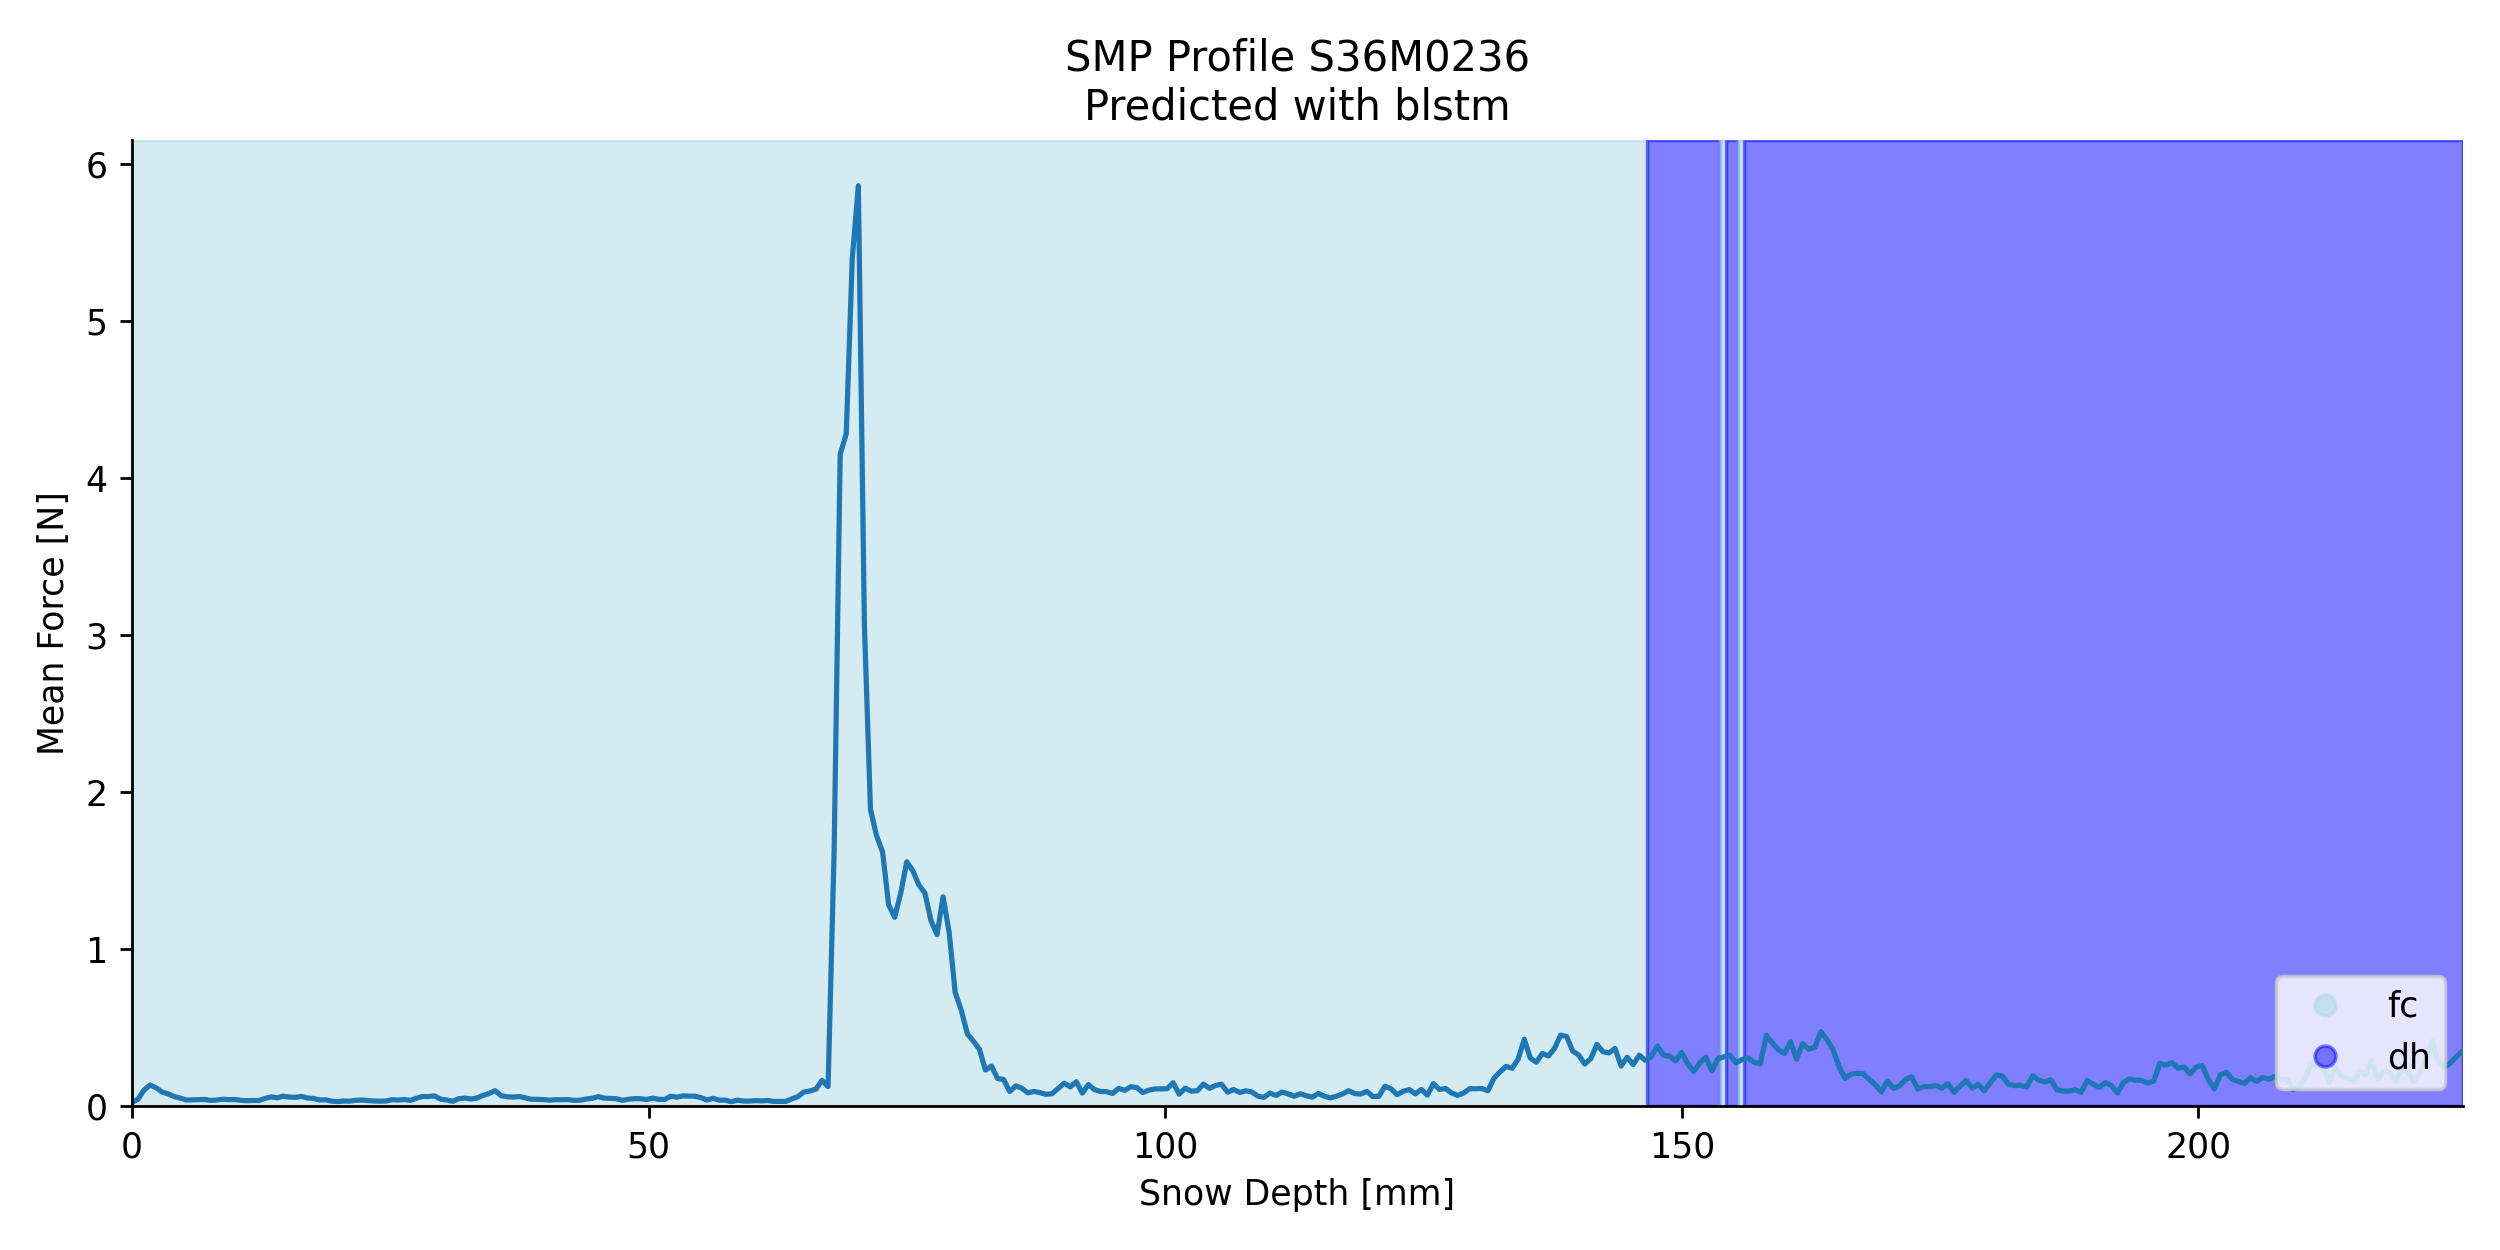 SMP Profile S36M0236
Predicted with blstm
6
5
4
3
2
1
0
Mean Force [N]
0 50 100 150 200
Snow Depth [mm]
fc
dh